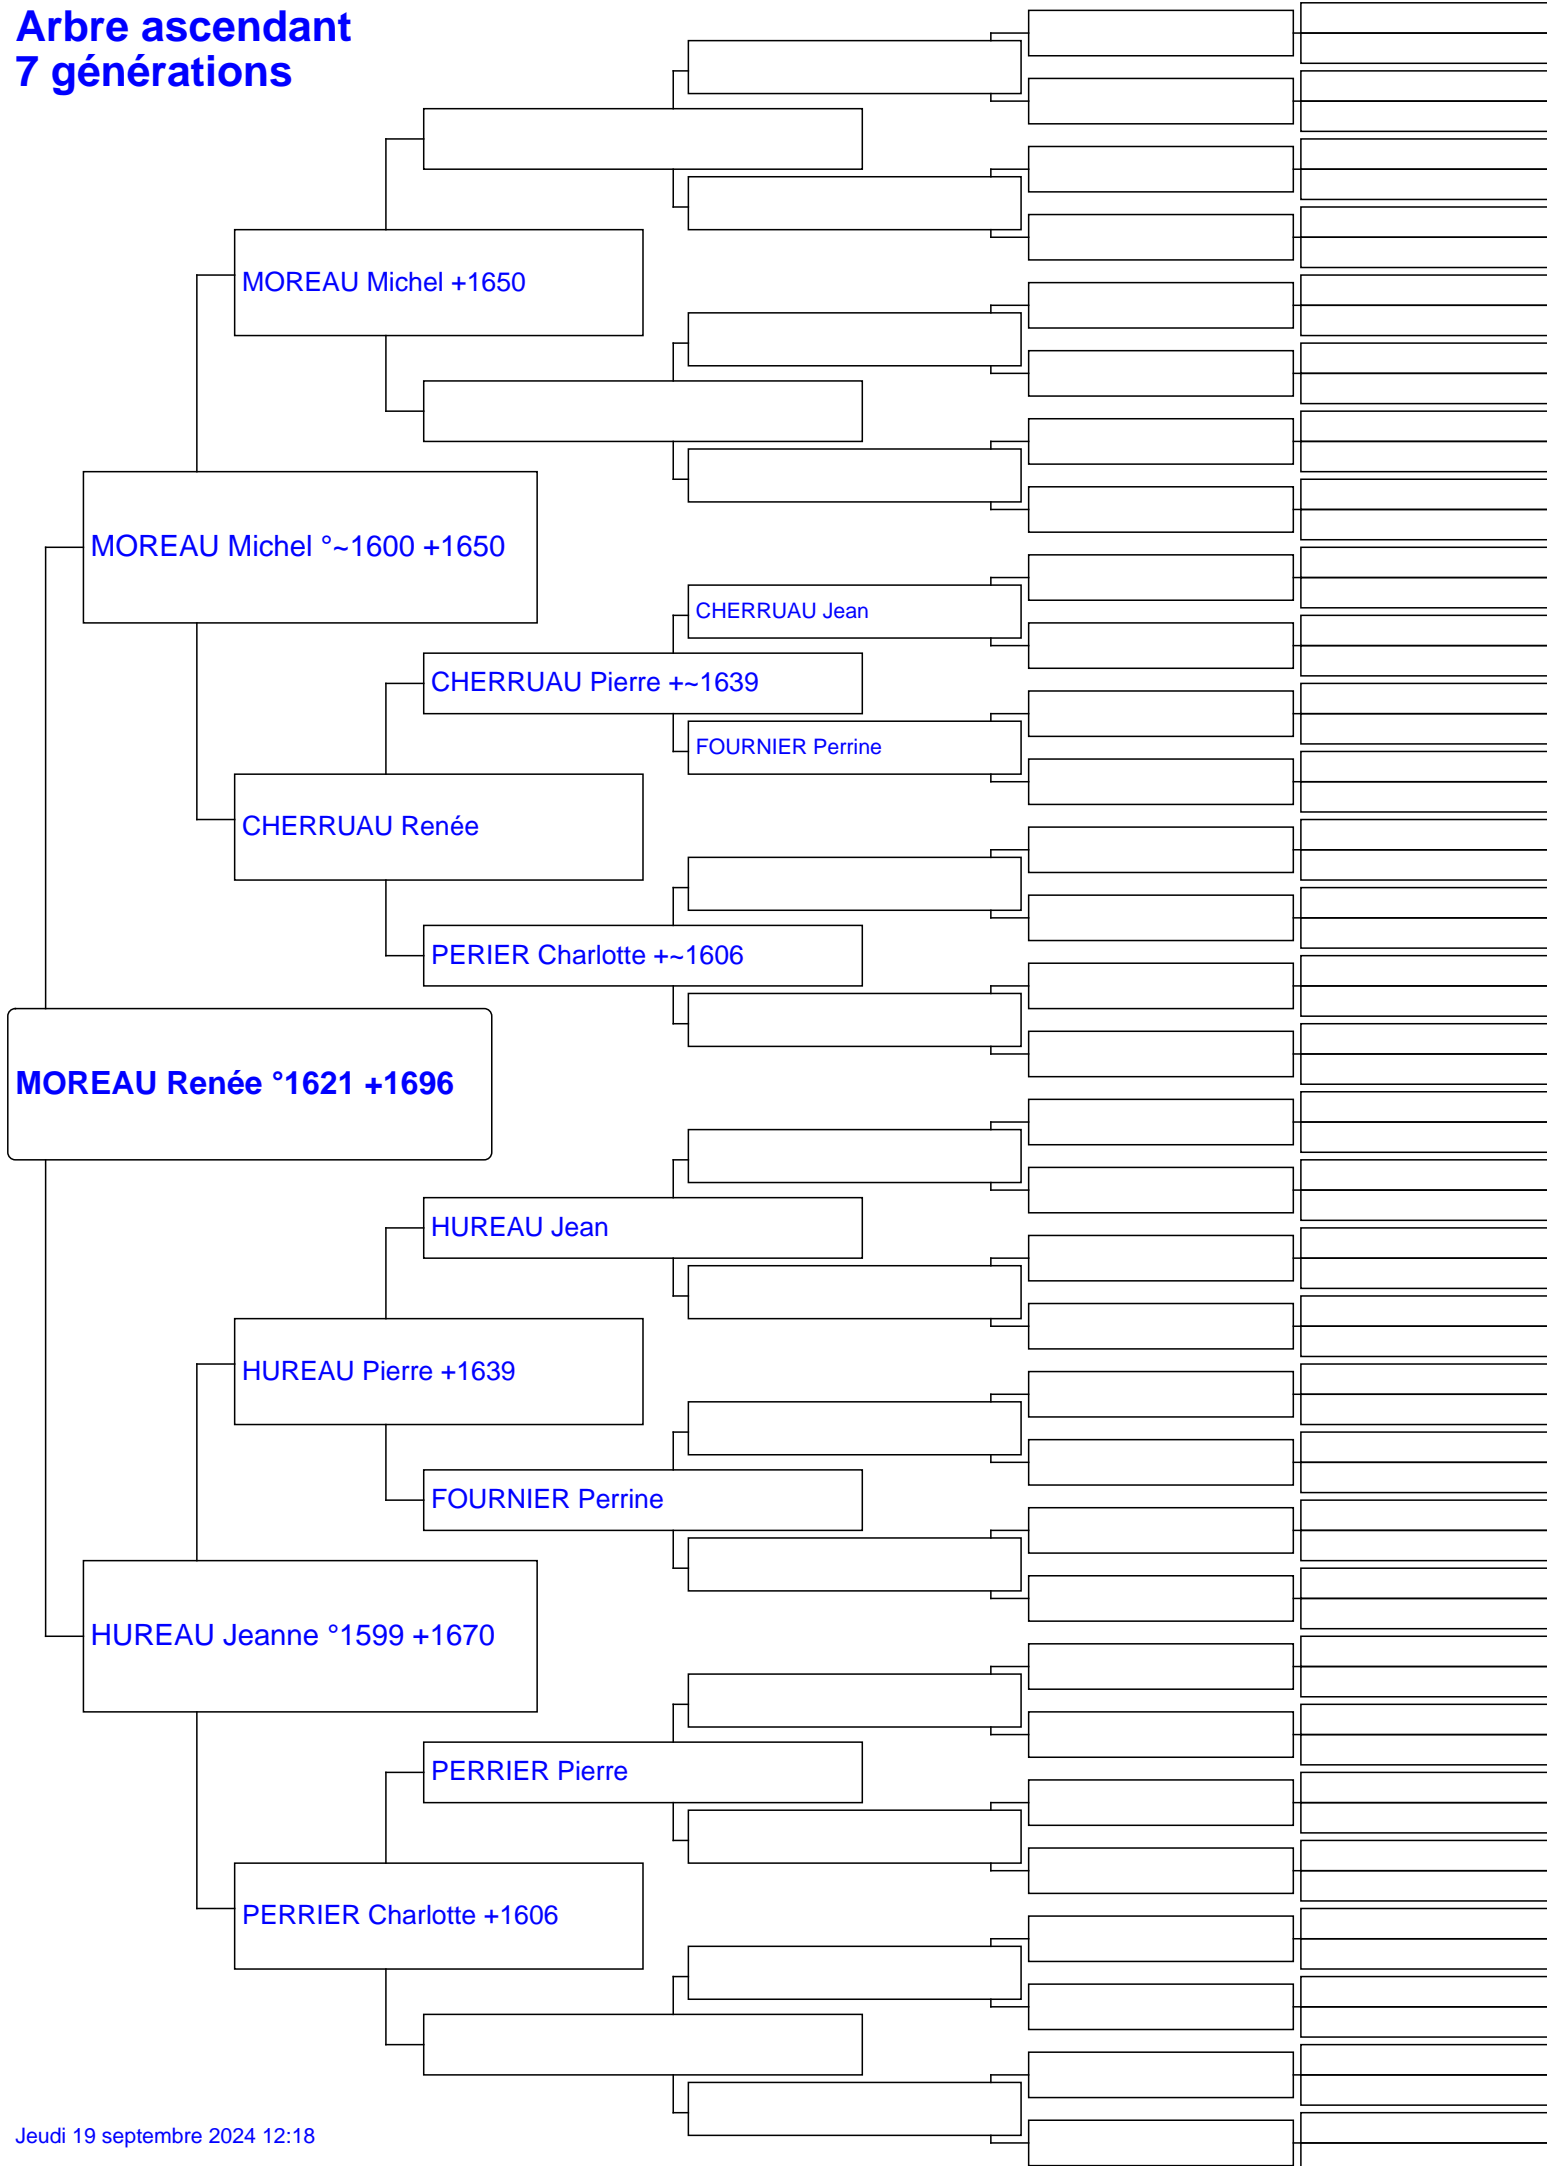 Arbre ascendant
7 générations
MOREAU Michel +1650
MOREAU Michel °~1600 +1650
CHERRUAU Jean
CHERRUAU Pierre +~1639
FOURNIER Perrine
CHERRUAU Renée
PERIER Charlotte +~1606
MOREAU Renée °1621 +1696
HUREAU Jean
HUREAU Pierre +1639
FOURNIER Perrine
HUREAU Jeanne °1599 +1670
PERRIER Pierre
PERRIER Charlotte +1606
Jeudi 19 septembre 2024 12:18